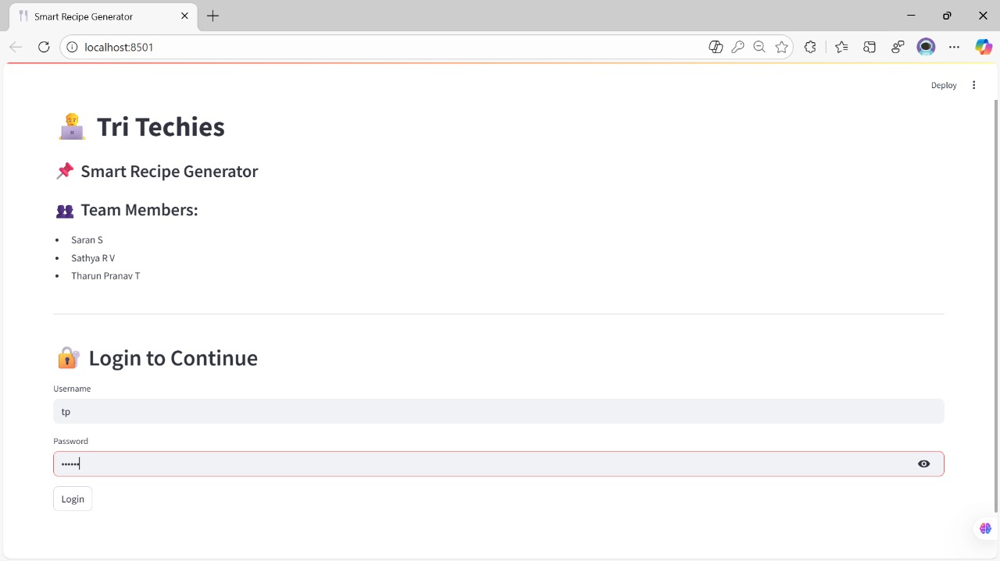 Smart Recipe Generator
localhost:8501
Deploy
Tri Techies
Smart Recipe Generator
Team Members:
• Saran S
• Sathya R V
• Tharun Pranav T
Login to Continue
Username
tp
Password
••••••
Login